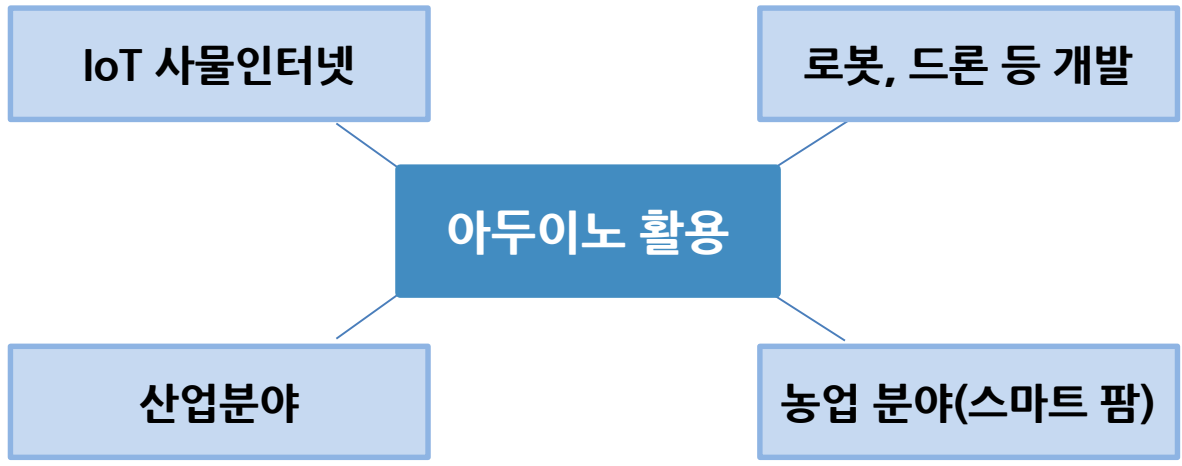 IoT 사물인터넷
로봇, 드론 등 개발
아두이노 활용
산업분야
농업 분야(스마트 팜)